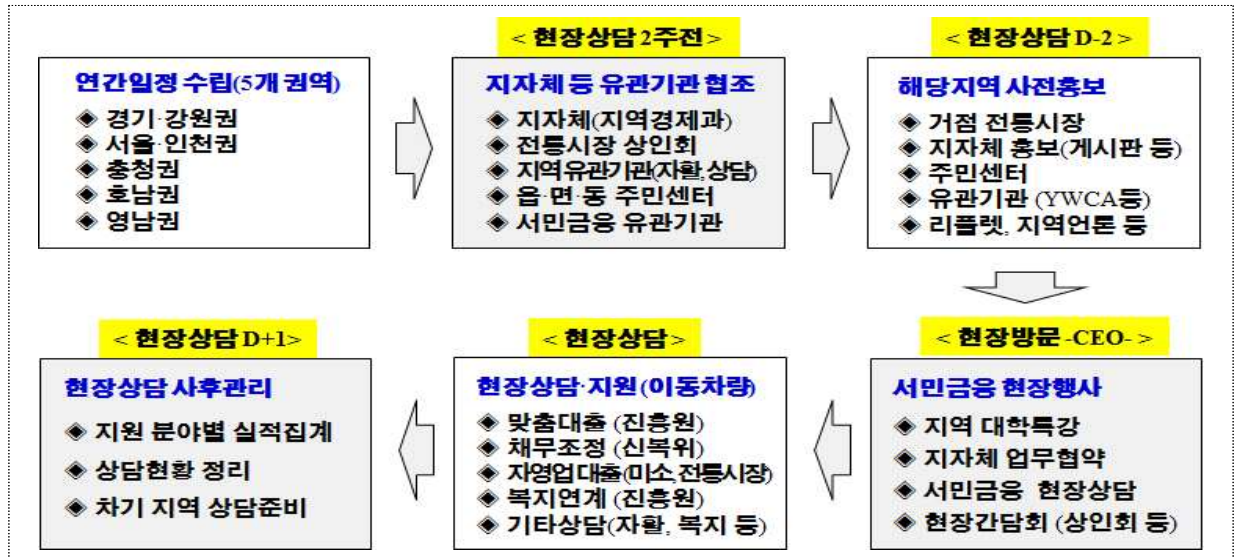 연간일정 수립(5개 권역)
◈ 경기·강원권
◈ 서울·인천권
◈ 충청권
◈ 호남권
◈ 영남권
< 현장상담 2주전 >
지자체 등 유관기관 협조
◈ 지자체(지역경제과)
◈ 전통시장 상인회
◈ 지역유관기관(자활,상담)
◈ 읍·면·동 주민센터
◈ 서민금융 유관기관
< 현장상담 D-2 >
해당지역 사전홍보
◈ 거점 전통시장
◈ 지자체 홍보(게시판 등)
◈ 주민센터
◈ 유관기관 (YWCA등)
◈ 리플렛, 지역언론 등
< 현장방문 -CEO- >
서민금융 현장행사
◈ 지역 대학특강
◈ 지자체 업무협약
◈ 서민금융 현장상담
◈ 현장간담회 (상인회 등)
< 현장상담 >
현장상담·지원 (이동차량)
◈ 맞춤대출 (진흥원)
◈ 채무조정 (신복위)
◈ 자영업대출(미소,전통시장)
◈ 복지연계 (진흥원)
◈ 기타상담(자활, 복지 등)
< 현장상담 D+1>
현장상담 사후관리
◈ 지원 분야별 실적집계
◈ 상담현황 정리
◈ 차기 지역 상담준비